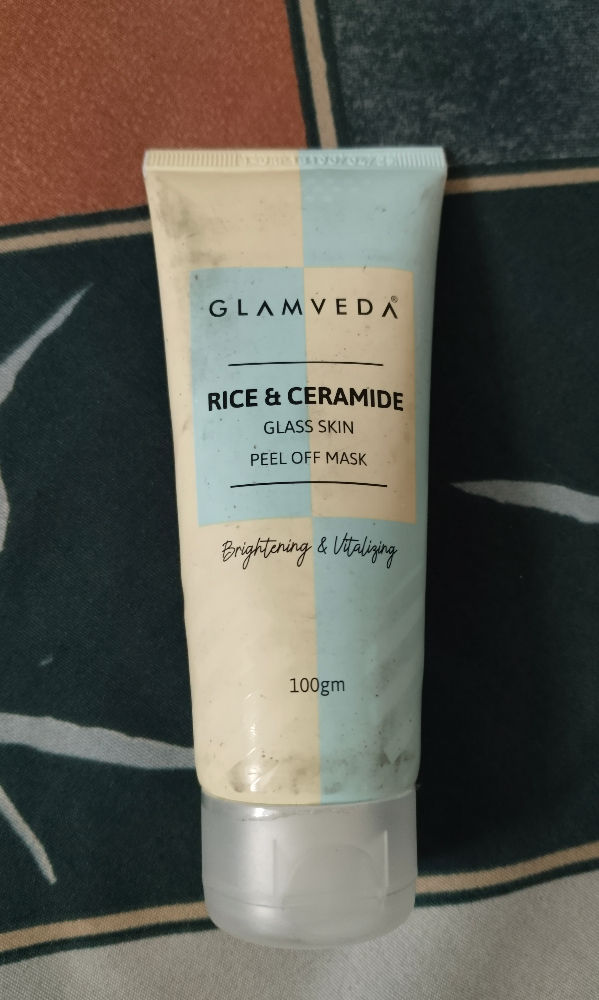 GLAMVEDA®
RICE & CERAMIDE
GLASS SKIN
PEEL OFF MASK
Brightening & Vitalizing
100gm